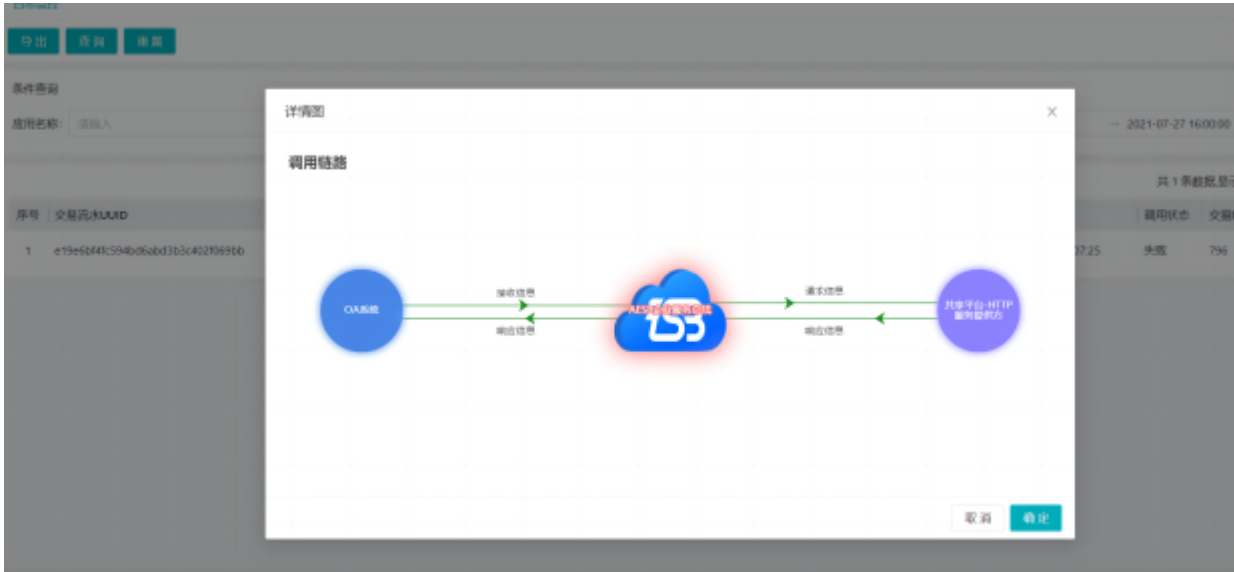 导出 查询 重置
条件查询
应用名称： 请输入
— 2021-07-27 16:00:00
详情图
调用链路
共1条数据,显示
序号 交易流水UUID
调用状态
1
07:25 失败 796
OA系统
接收信息
响应信息
ESB
请求信息
响应信息
共享平台-HTTP
服务提供方
取消 确定